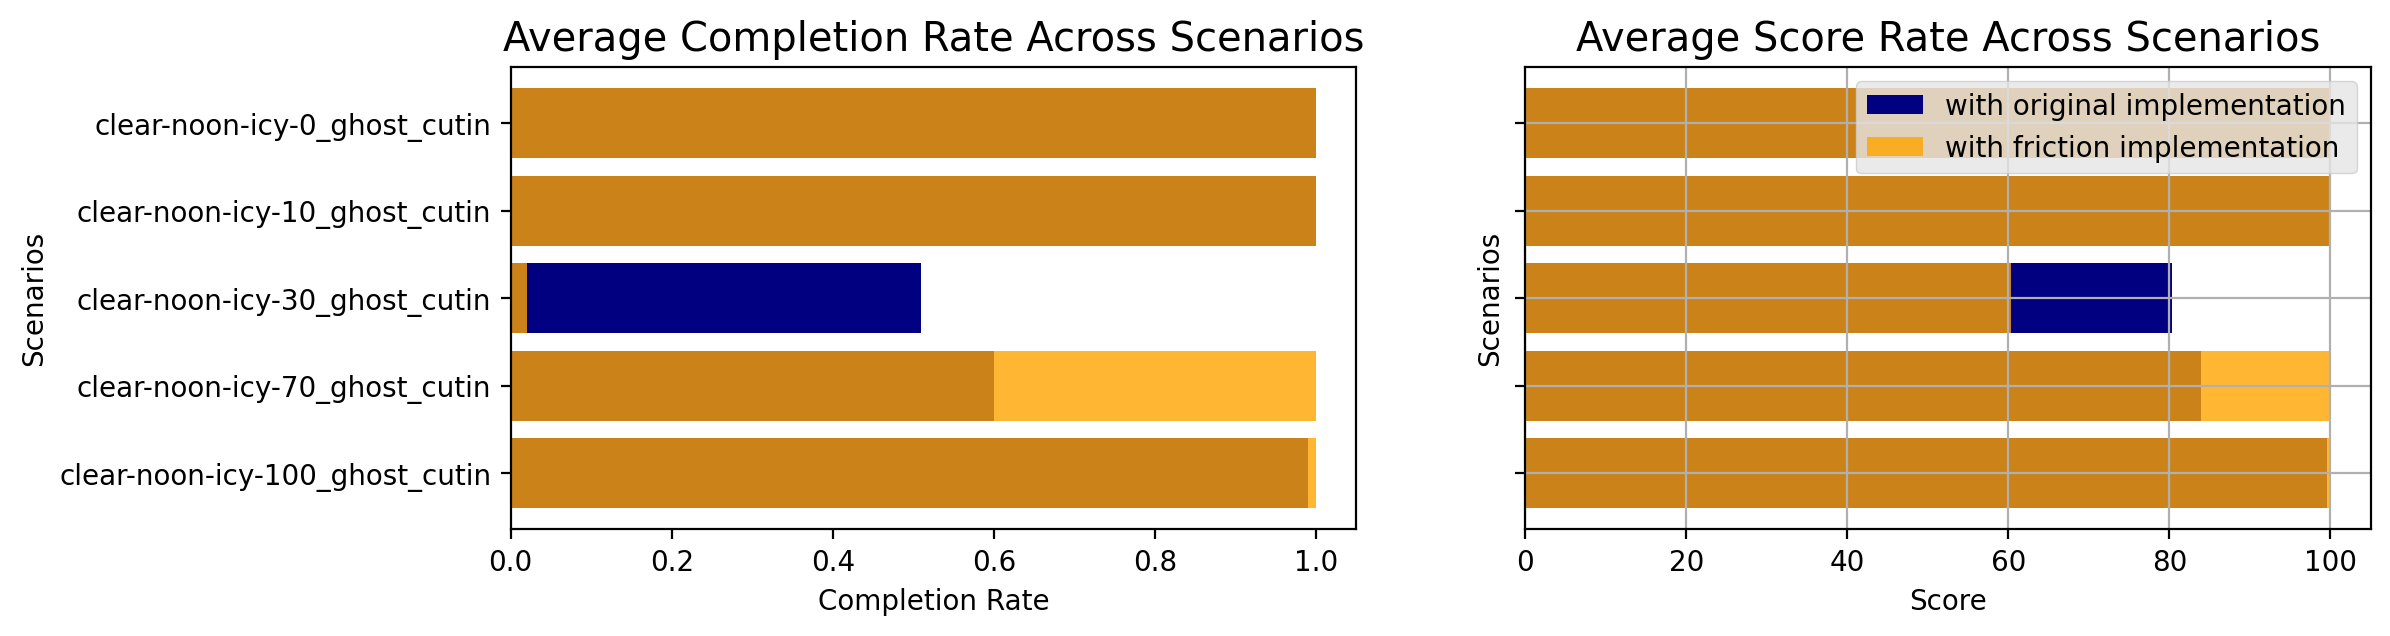 Average Completion Rate Across Scenarios
Scenarios
clear-noon-icy-0_ghost_cutin
clear-noon-icy-10_ghost_cutin
clear-noon-icy-30_ghost_cutin
clear-noon-icy-70_ghost_cutin
clear-noon-icy-100_ghost_cutin
0.0 0.2 0.4 0.6 0.8 1.0
Completion Rate
Average Score Rate Across Scenarios
with original implementation
with friction implementation
Scenarios
0 20 40 60 80 100
Score